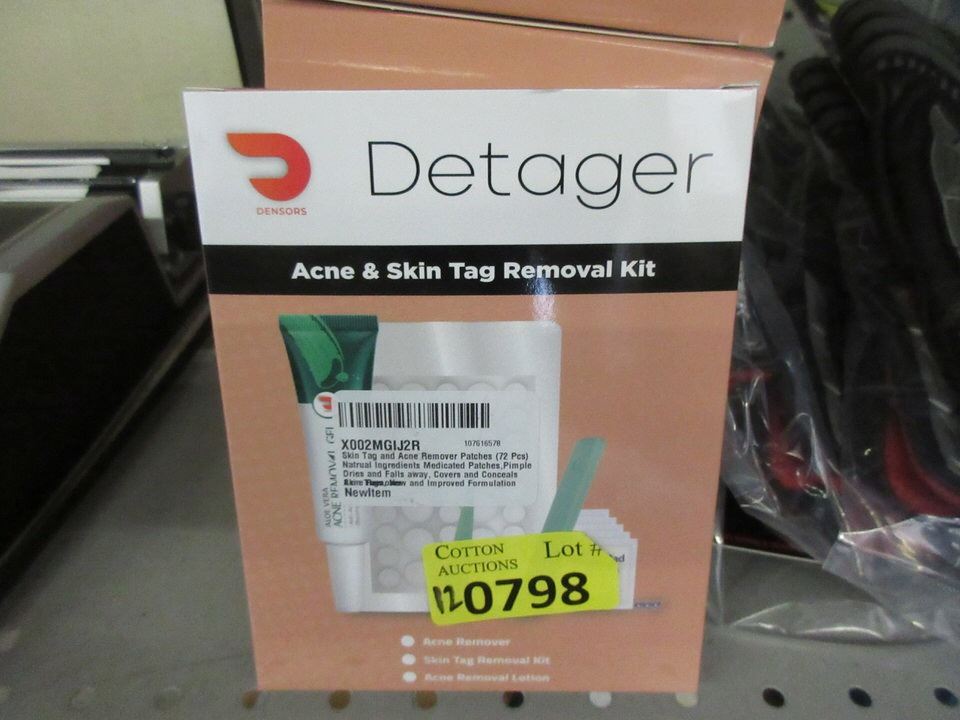 DENSORS
Detager
Acne & Skin Tag Removal Kit
ALOE VERA
ACNE REMOVAL GEL
X002MGIJ2R
107616578
Skin Tag and Acne Remover Patches (72 Pcs)
Natrual Ingredients Medicated Patches,Pimple
Dries and Falls away, Covers and Conceals
and Improved Formulation
NewItem
COTTON
AUCTIONS
Lot #
120798
Acne Remover
Skin Tag Removal Kit
Acne Removal Lotion